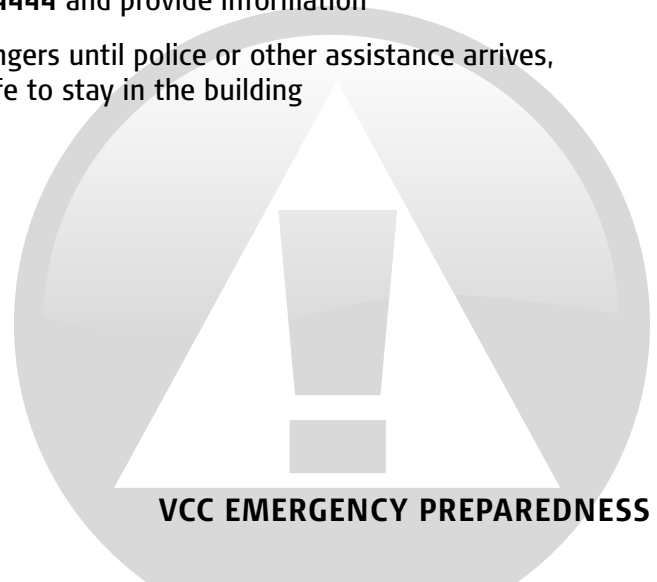 4444 and provide information
ngers until police or other assistance arrives,
fe to stay in the building
VCC EMERGENCY PREPAREDNESS